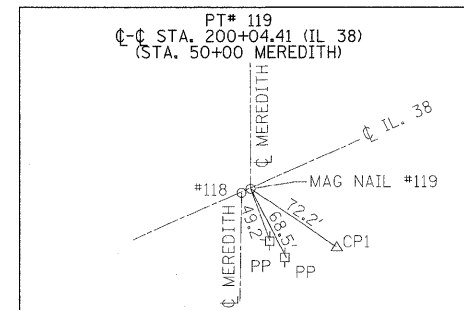 PT# 119
℄-℄ STA. 200+04.41 (IL 38)
(STA. 50+00 MEREDITH)
℄ MEREDITH
℄ IL. 38
#118
MAG NAIL #119
72.2'
49.2'
68.5'
CP1
PP
PP
℄ MEREDITH